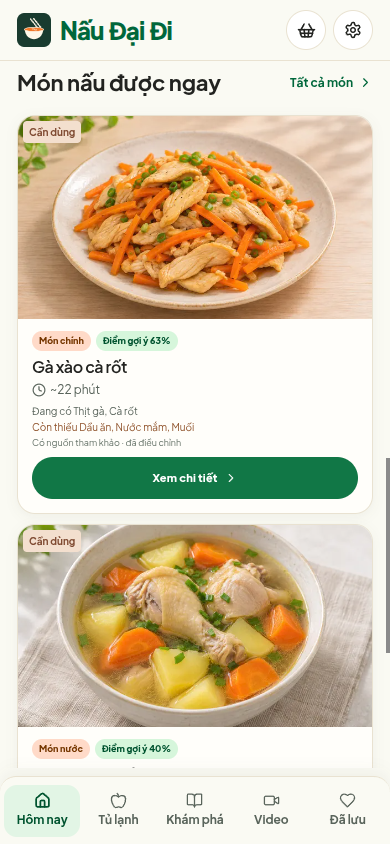 Nấu Đại Đi
Món nấu được ngay
Tất cả món
Cần dùng
Món chính
Điểm gợi ý 63%
Gà xào cà rốt
~22 phút
Đang có Thịt gà, Cà rốt
Còn thiếu Dầu ăn, Nước mắm, Muối
Có nguồn tham khảo · đã điều chỉnh
Xem chi tiết
Cần dùng
Món nước
Điểm gợi ý 40%
Hôm nay
Tủ lạnh
Khám phá
Video
Đã lưu